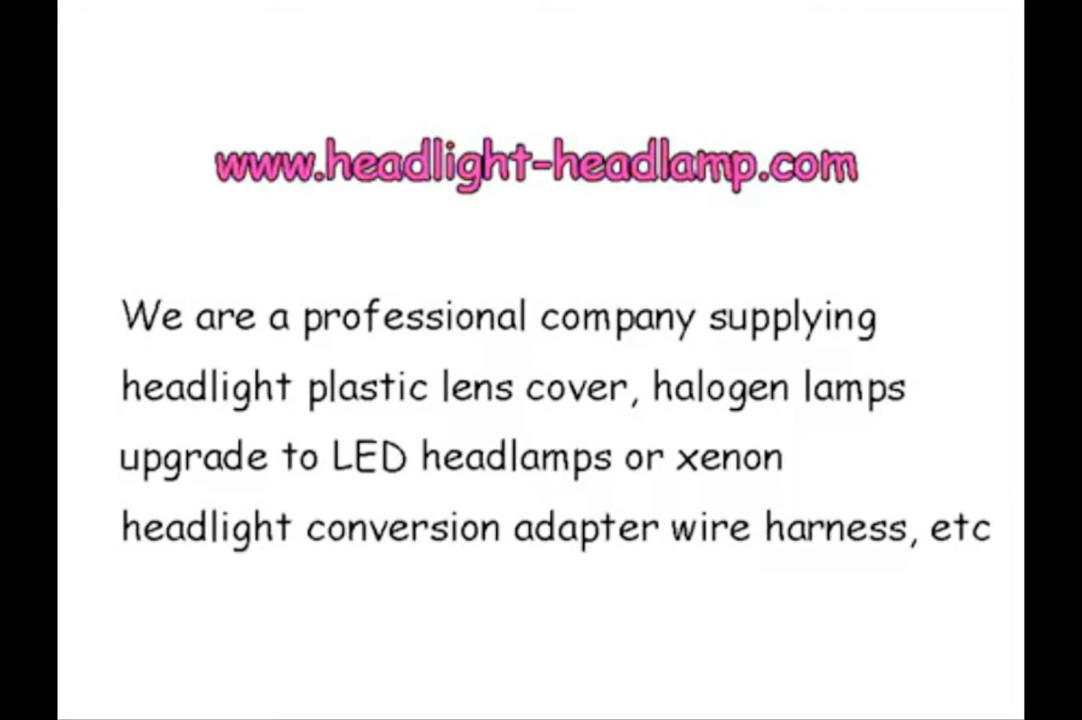 www.headlight-headlamp.com
We are a professional company supplying
headlight plastic lens cover, halogen lamps
upgrade to LED headlamps or xenon
headlight conversion adapter wire harness, etc